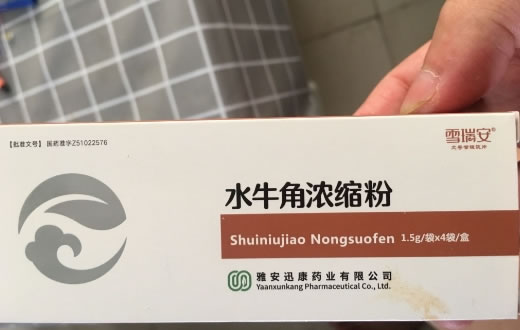 【批准文号】 国药准字Z51022576
雪瑞安®
水牛角浓缩粉
Shuiniujiao Nongsuofen 1.5g/袋x4袋/盒
雅安迅康药业有限公司
Yaanxunkang Pharmaceutical Co., Ltd.